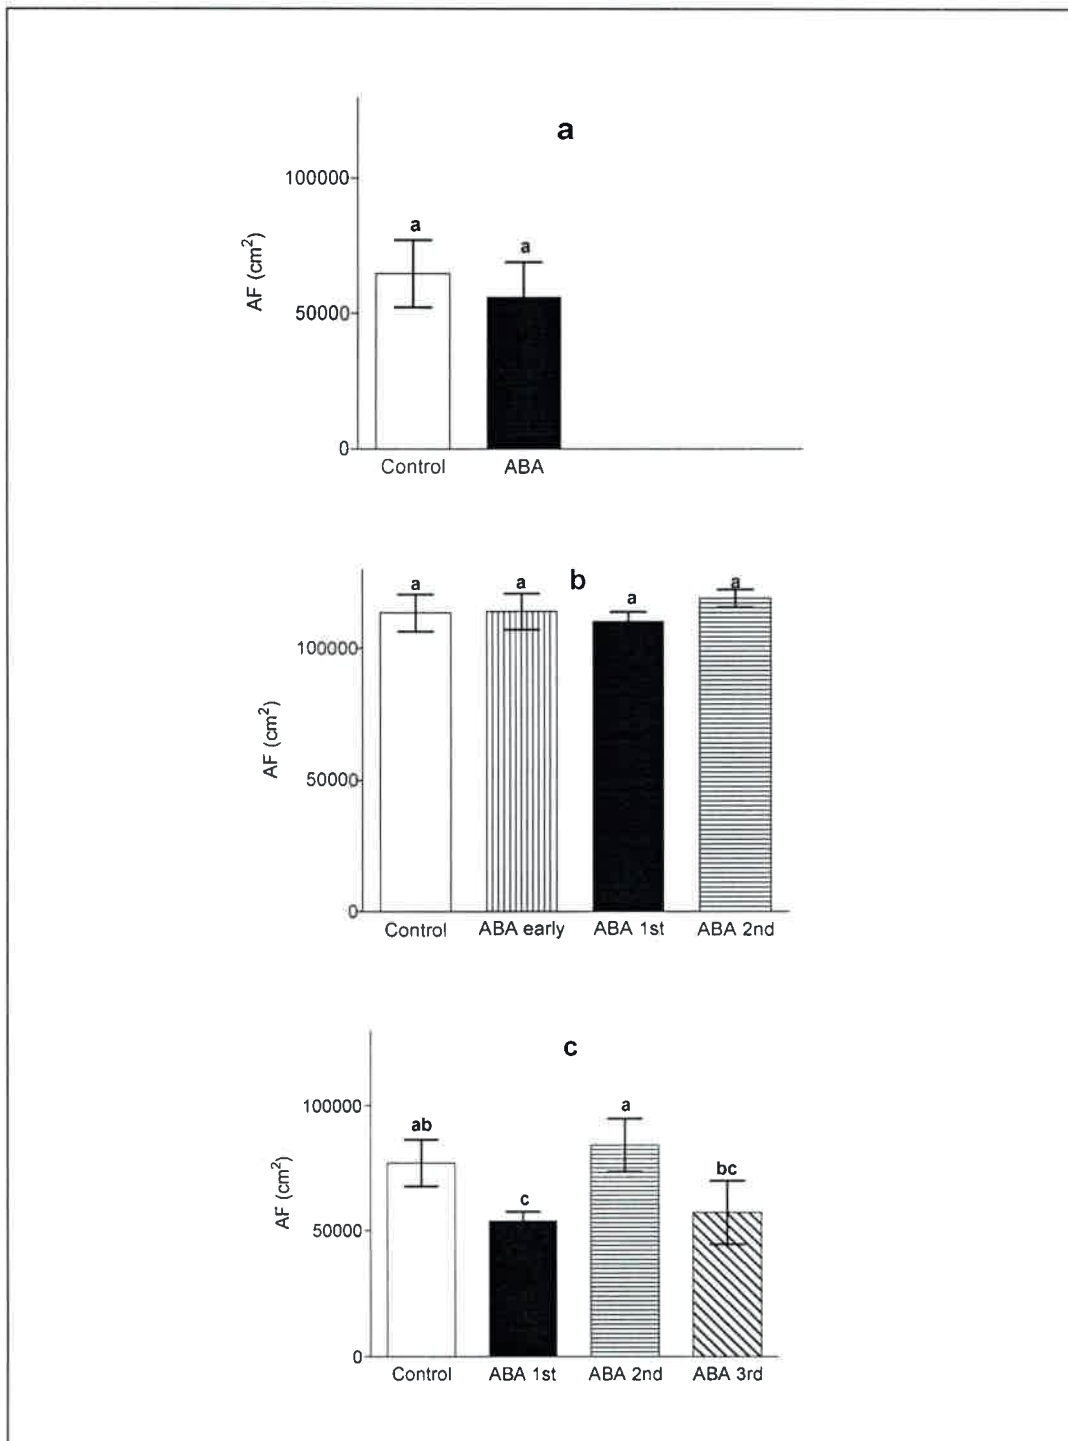 a
100000
a
a
AF (cm²)
50000
0
Control ABA
b
a a a a
100000
AF (cm²)
50000
0
Control ABA early ABA 1st ABA 2nd
c
100000
ab
a
bc
c
AF (cm²)
50000
0
Control ABA 1st ABA 2nd ABA 3rd